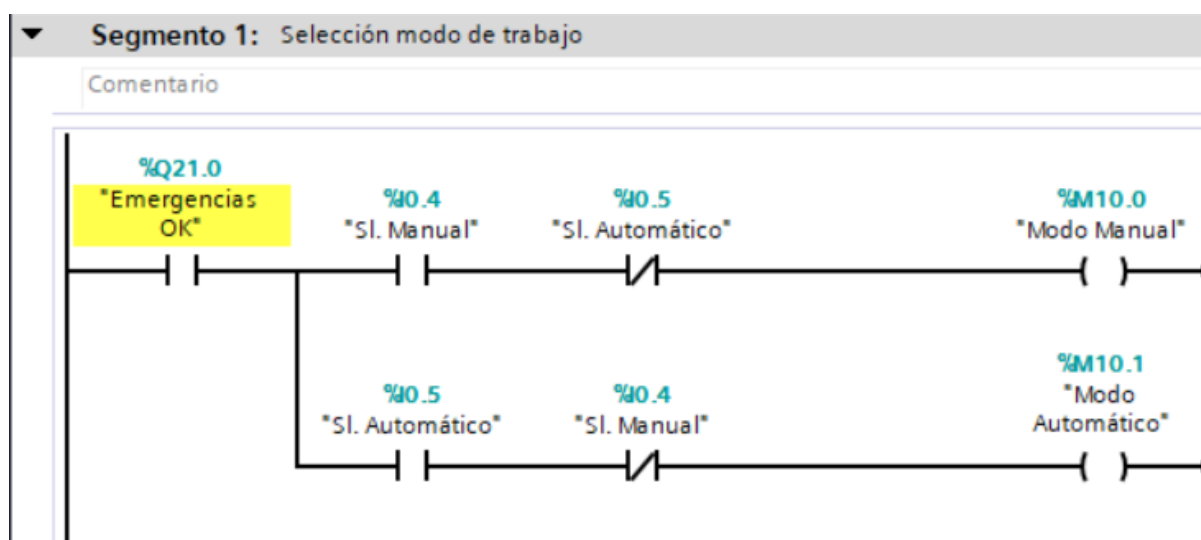 Segmento 1: Selección modo de trabajo
Comentario
%Q21.0
"Emergencias
OK"
%I0.4
"Sl. Manual"
%I0.5
"Sl. Automático"
%M10.0
"Modo Manual"
%I0.5
"Sl. Automático"
%I0.4
"Sl. Manual"
%M10.1
"Modo
Automático"